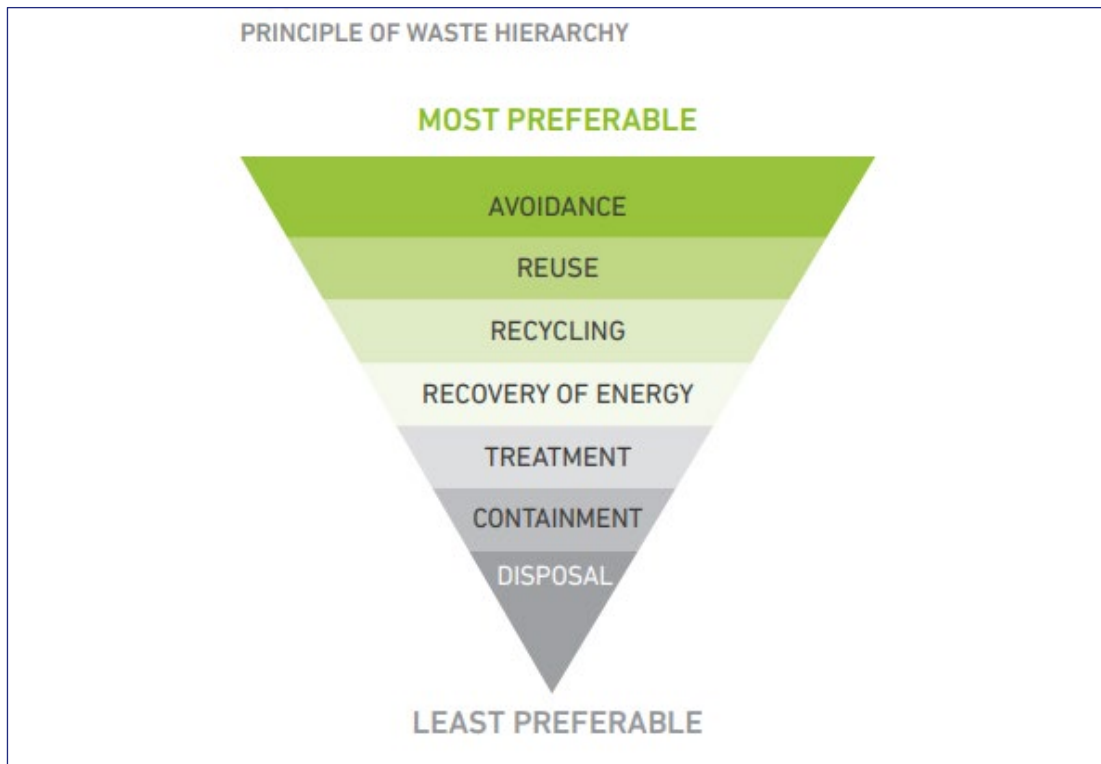 PRINCIPLE OF WASTE HIERARCHY
MOST PREFERABLE
AVOIDANCE
REUSE
RECYCLING
RECOVERY OF ENERGY
TREATMENT
CONTAINMENT
DISPOSAL
LEAST PREFERABLE